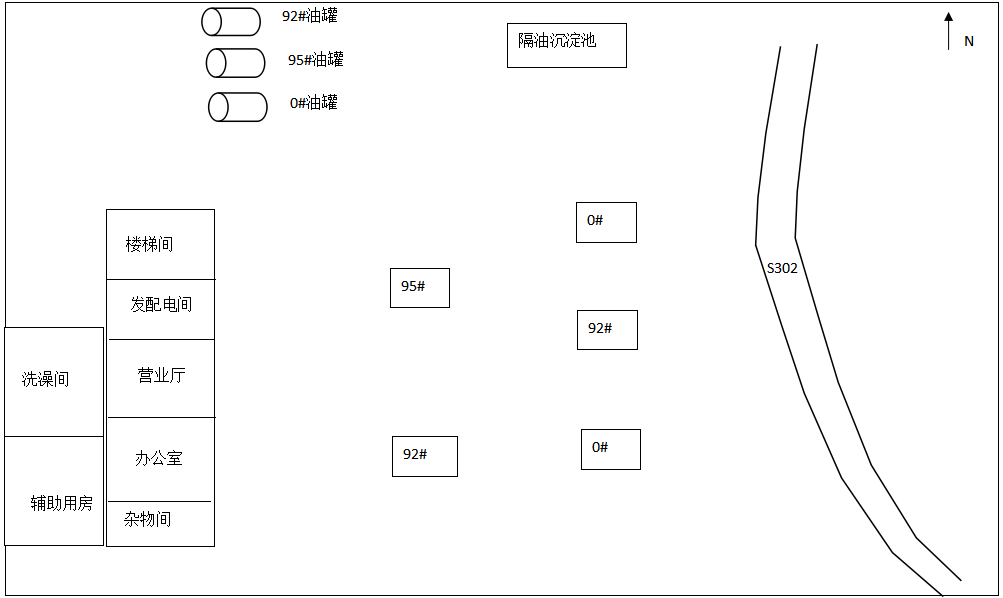 92#油罐
95#油罐
0#油罐
隔油沉淀池
N
楼梯间
发配电间
营业厅
办公室
杂物间
洗澡间
辅助用房
95#
92#
0#
92#
0#
S302